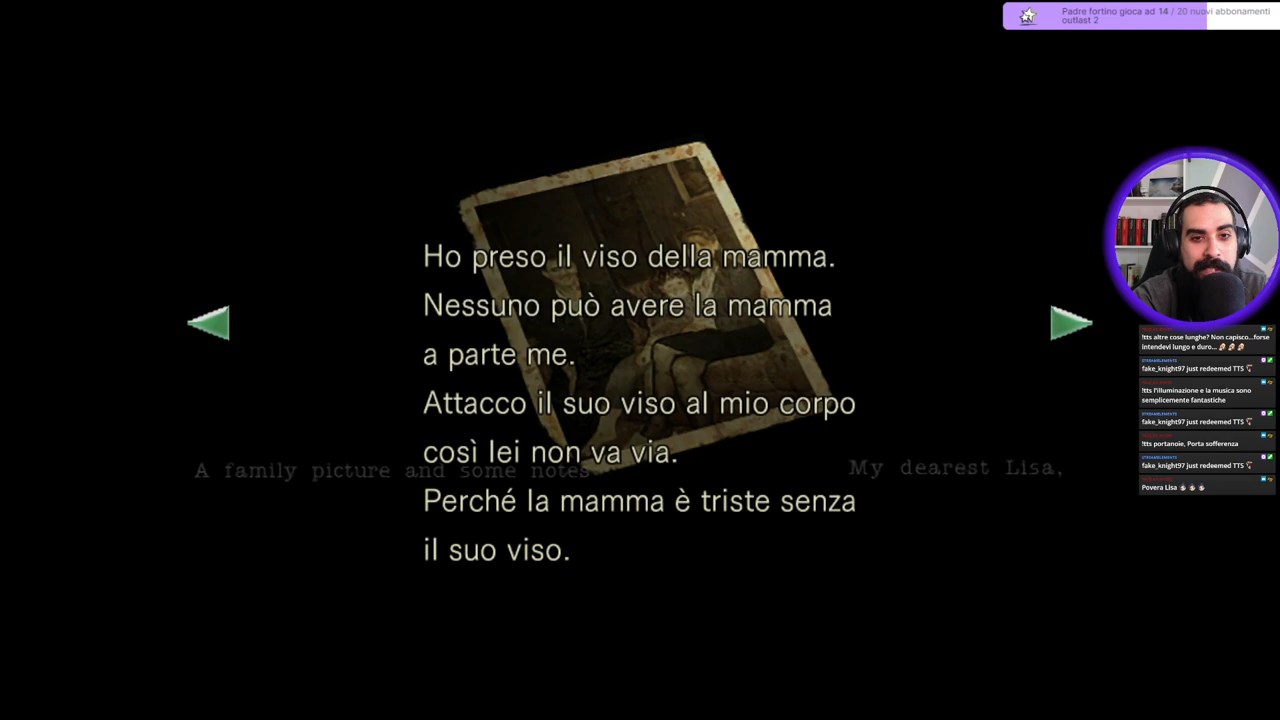 Padre fortino gioca ad outlast 2
14 / 20 nuovi abbonamenti
Ho preso il viso della mamma.
Nessuno può avere la mamma
a parte me.
Attacco il suo viso al mio corpo
così lei non va via.
A family picture and some notes
My dearest Lisa,
Perché la mamma è triste senza
il suo viso.
!tts altre cose lunghe? Non capisco...forse
intendevi lungo e duro...
STREAMELEMENTS
fake_knight97 just redeemed TTS
!tts l'illuminazione e la musica sono
semplicemente fantastiche
STREAMELEMENTS
fake_knight97 just redeemed TTS
!tts portanoie, Porta sofferenza
STREAMELEMENTS
fake_knight97 just redeemed TTS
Povera Lisa